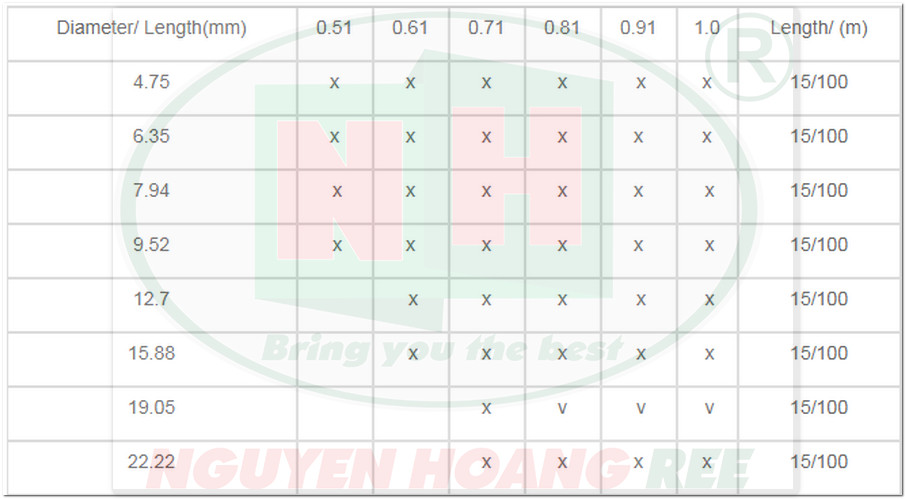 Diameter/ Length(mm) 0.51 0.61 0.71 0.81 0.91 1.0 Length/ (m)
4.75 x x x x x x 15/100
6.35 x x x x x x 15/100
7.94 x x x x x x 15/100
9.52 x x x x x x 15/100
12.7 x x x x x 15/100
15.88 x x x x x 15/100
19.05 x v v v 15/100
22.22 x x x x 15/100
®
NH
Bring you the best
NGUYEN HOANG REE